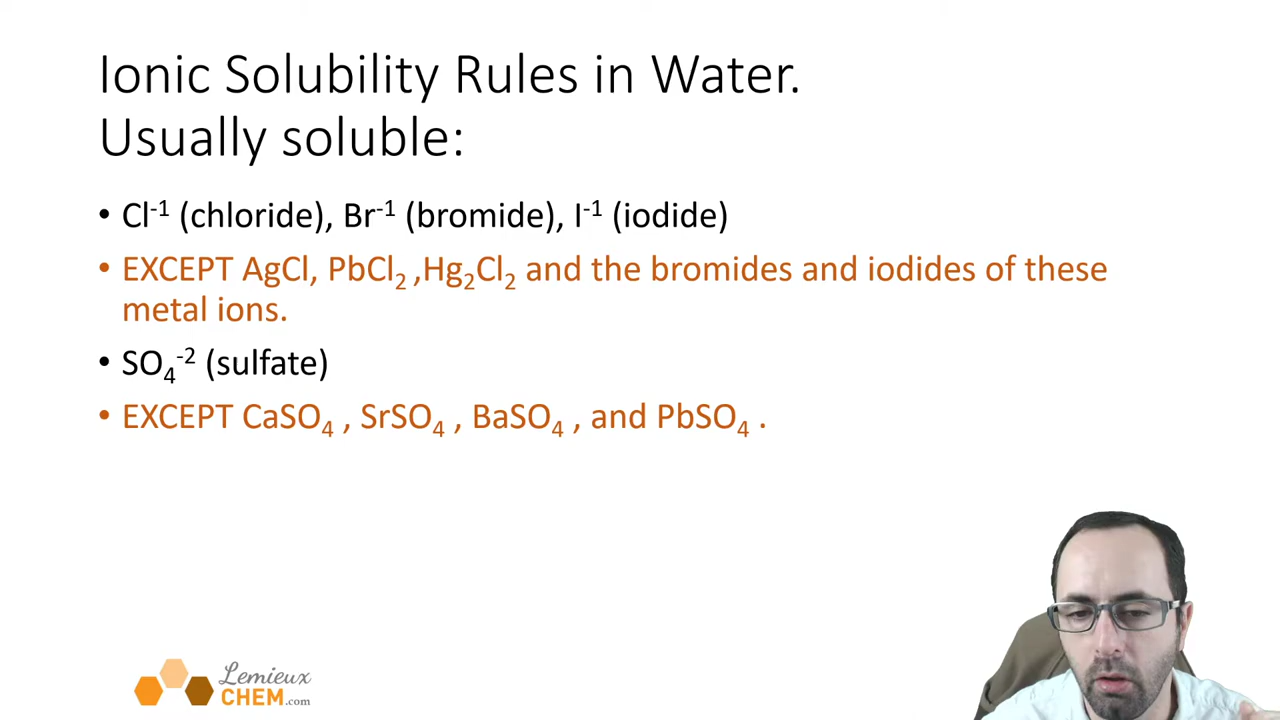 Ionic Solubility Rules in Water.
Usually soluble:
• Cl⁻¹ (chloride), Br⁻¹ (bromide), I⁻¹ (iodide)
• EXCEPT AgCl, PbCl₂ ,Hg₂Cl₂ and the bromides and iodides of these
metal ions.
• SO₄⁻² (sulfate)
• EXCEPT CaSO₄ , SrSO₄ , BaSO₄ , and PbSO₄ .
Lemieux
CHEM.com